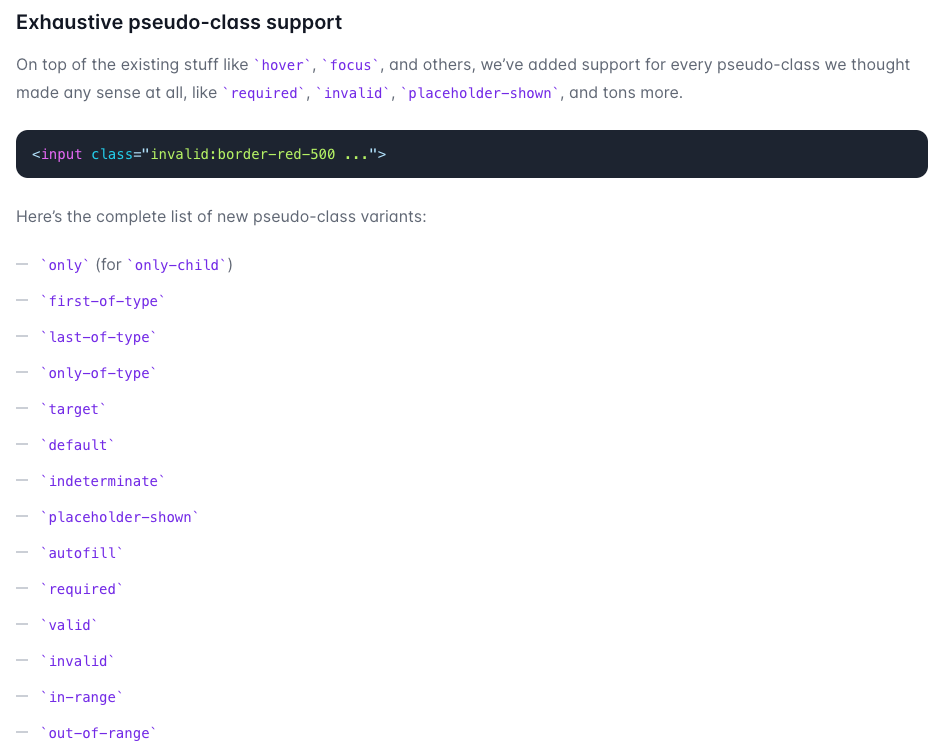 Exhaustive pseudo-class support
On top of the existing stuff like `hover`, `focus`, and others, we’ve added support for every pseudo-class we thought
made any sense at all, like `required`, `invalid`, `placeholder-shown`, and tons more.
<input class="invalid:border-red-500 ...">
Here’s the complete list of new pseudo-class variants:
— `only` (for `only-child`)
— `first-of-type`
— `last-of-type`
— `only-of-type`
— `target`
— `default`
— `indeterminate`
— `placeholder-shown`
— `autofill`
— `required`
— `valid`
— `invalid`
— `in-range`
— `out-of-range`